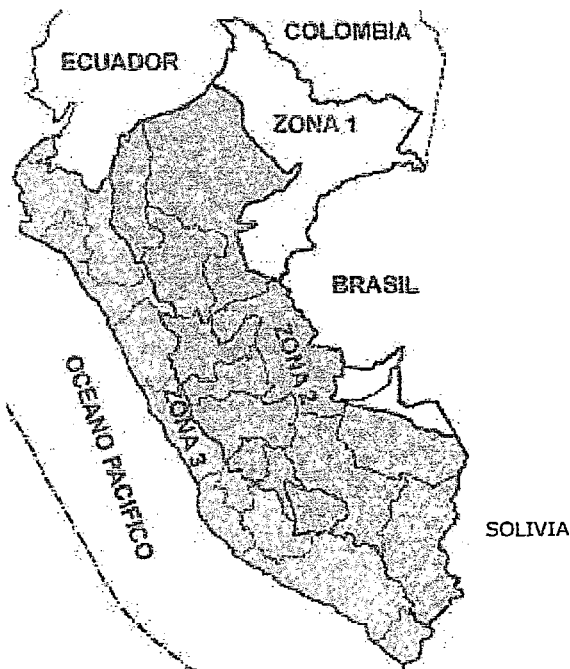 COLOMBIA
ECUADOR
ZONA 1
BRASIL
ZONA 2
ZONA 3
OCEANO PACIFICO
SOLIVIA